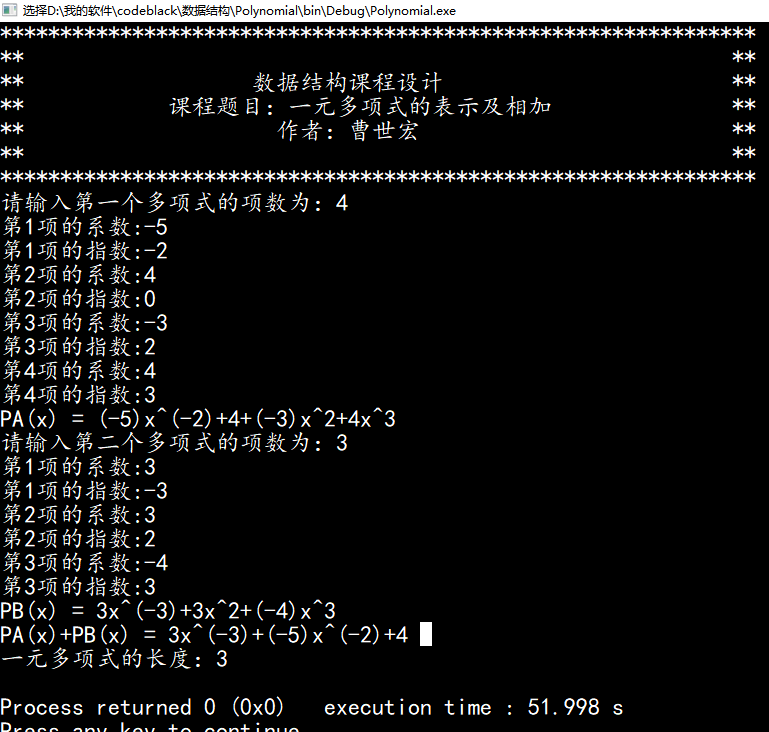 选择D:\我的软件\codeblack\数据结构\Polynomial\bin\Debug\Polynomial.exe
***************************************************************
** **
** 数据结构课程设计 **
** 课程题目：一元多项式的表示及相加 **
** 作者：曹世宏 **
** **
***************************************************************
请输入第一个多项式的项数为：4
第1项的系数:-5
第1项的指数:-2
第2项的系数:4
第2项的指数:0
第3项的系数:-3
第3项的指数:2
第4项的系数:4
第4项的指数:3
PA(x) = (-5)x^(-2)+4+(-3)x^2+4x^3
请输入第二个多项式的项数为：3
第1项的系数:3
第1项的指数:-3
第2项的系数:3
第2项的指数:2
第3项的系数:-4
第3项的指数:3
PB(x) = 3x^(-3)+3x^2+(-4)x^3
PA(x)+PB(x) = 3x^(-3)+(-5)x^(-2)+4
一元多项式的长度：3
Process returned 0 (0x0)   execution time : 51.998 s
Press any key to continue